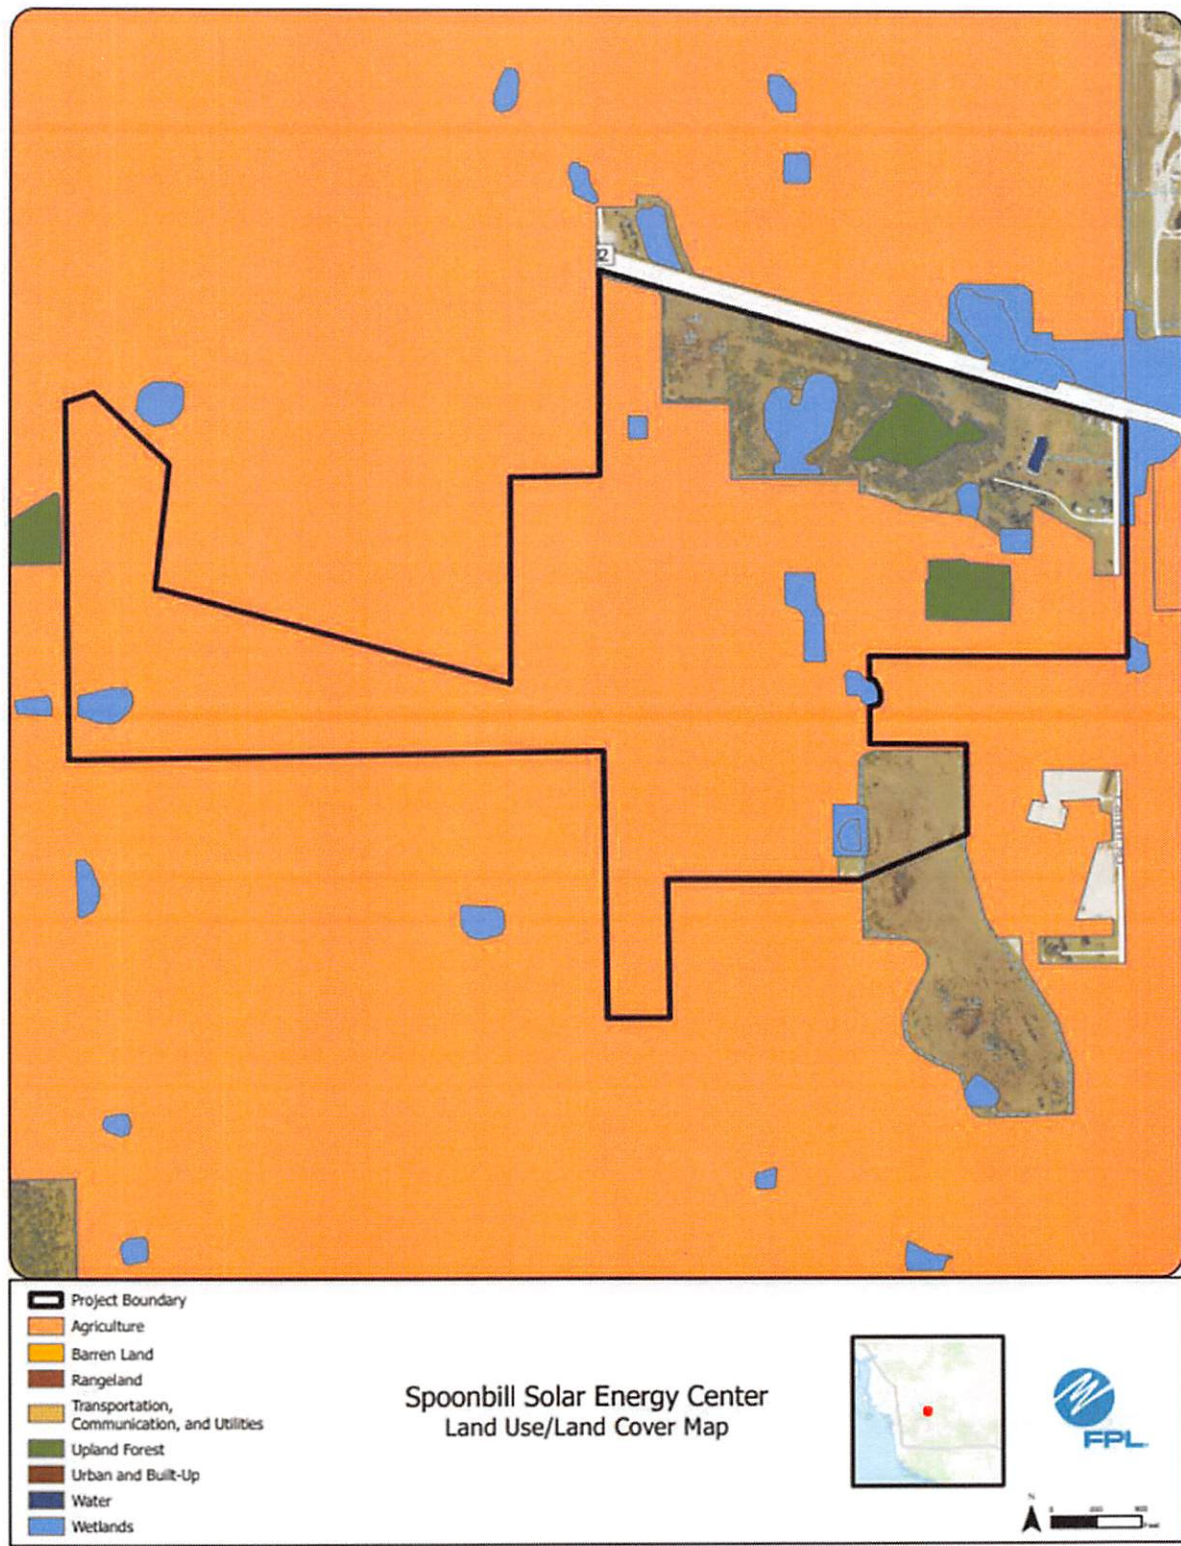 Project Boundary
Agriculture
Barren Land
Rangeland
Transportation,
Communication, and Utilities
Upland Forest
Urban and Built-Up
Water
Wetlands
Spoonbill Solar Energy Center
Land Use/Land Cover Map
FPL
N
0